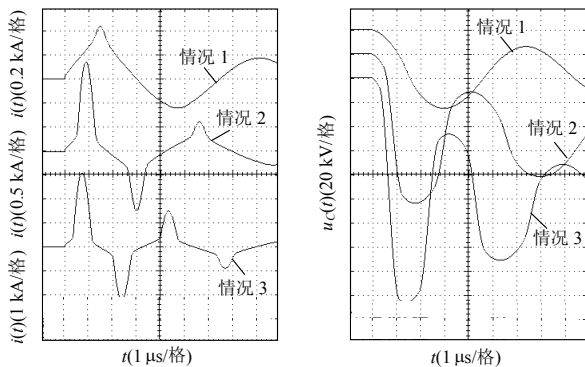 i(t)(0.2 kA/格)
i(t)(0.5 kA/格)
i(t)(1 kA/格)
情况 1
情况 2
情况 3
t(1 μs/格)
u_C(t)(20 kV/格)
情况 1
情况 2
情况 3
t(1 μs/格)